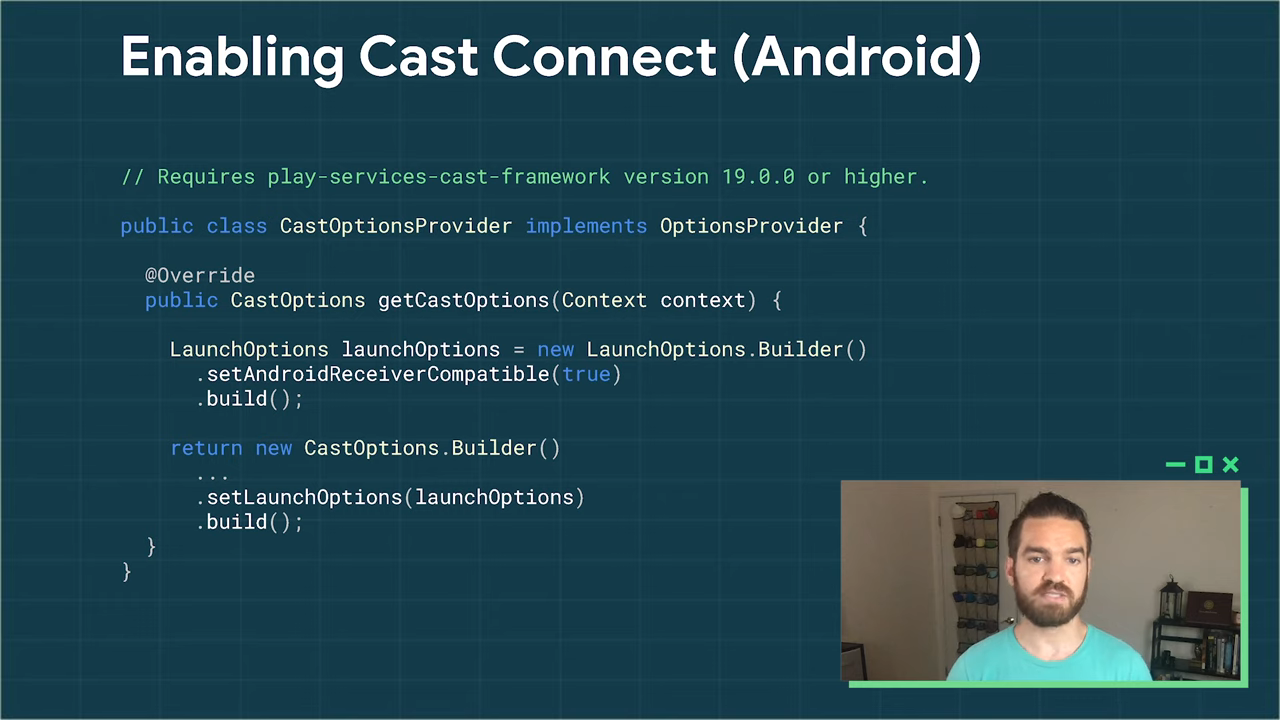 Enabling Cast Connect (Android)
// Requires play-services-cast-framework version 19.0.0 or higher.
public class CastOptionsProvider implements OptionsProvider {
@Override
public CastOptions getCastOptions(Context context) {
LaunchOptions launchOptions = new LaunchOptions.Builder()
.setAndroidReceiverCompatible(true)
.build();
return new CastOptions.Builder()
...
.setLaunchOptions(launchOptions)
.build();
}
}